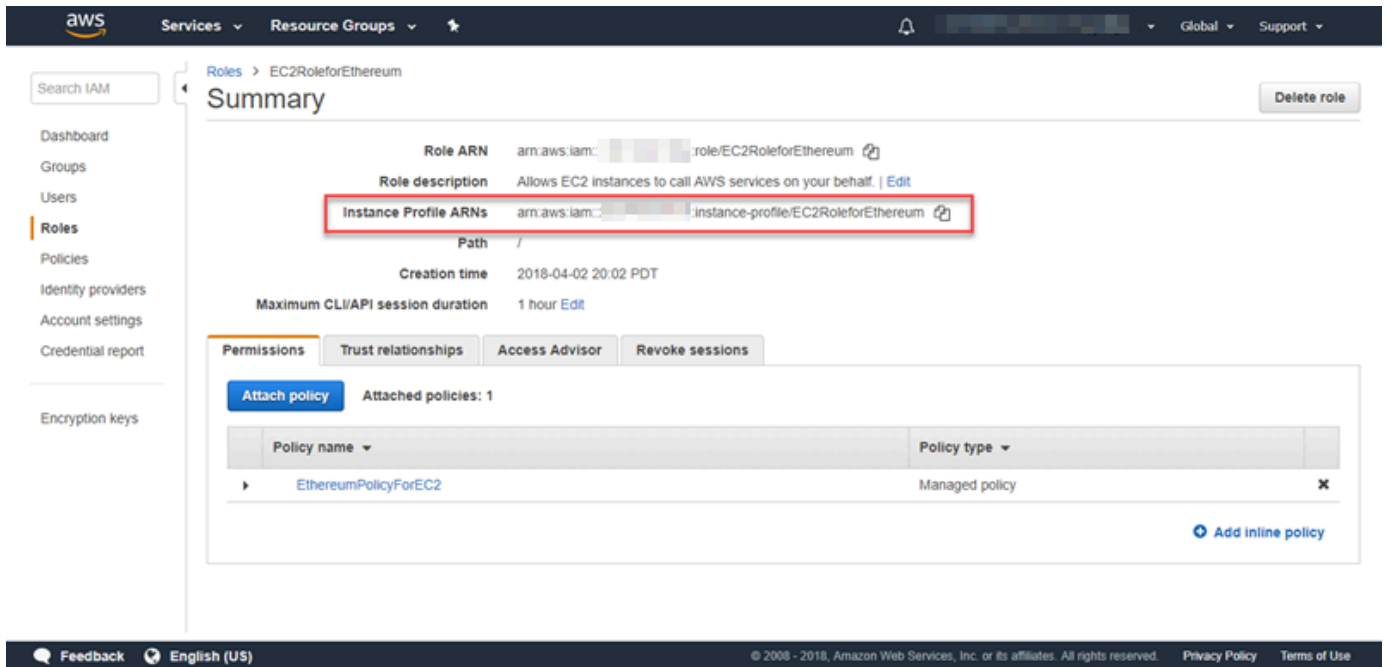 aws Services Resource Groups Global Support
Search IAM
Dashboard
Groups
Users
Roles
Policies
Identity providers
Account settings
Credential report
Encryption keys
Roles > EC2RoleforEthereum
Summary
Delete role
Role ARN arn:aws:iam:: :role/EC2RoleforEthereum
Role description Allows EC2 instances to call AWS services on your behalf. | Edit
Instance Profile ARNs arn:aws:iam:: :instance-profile/EC2RoleforEthereum
Path /
Creation time 2018-04-02 20:02 PDT
Maximum CLI/API session duration 1 hour Edit
Permissions Trust relationships Access Advisor Revoke sessions
Attach policy Attached policies: 1
Policy name Policy type
EthereumPolicyForEC2 Managed policy
Add inline policy
Feedback English (US) © 2008 - 2018, Amazon Web Services, Inc. or its affiliates. All rights reserved. Privacy Policy Terms of Use